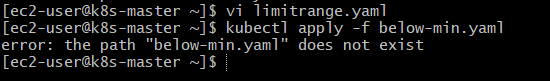 [ec2-user@k8s-master ~]$ vi limitrange.yaml
[ec2-user@k8s-master ~]$ kubectl apply -f below-min.yaml
error: the path "below-min.yaml" does not exist
[ec2-user@k8s-master ~]$